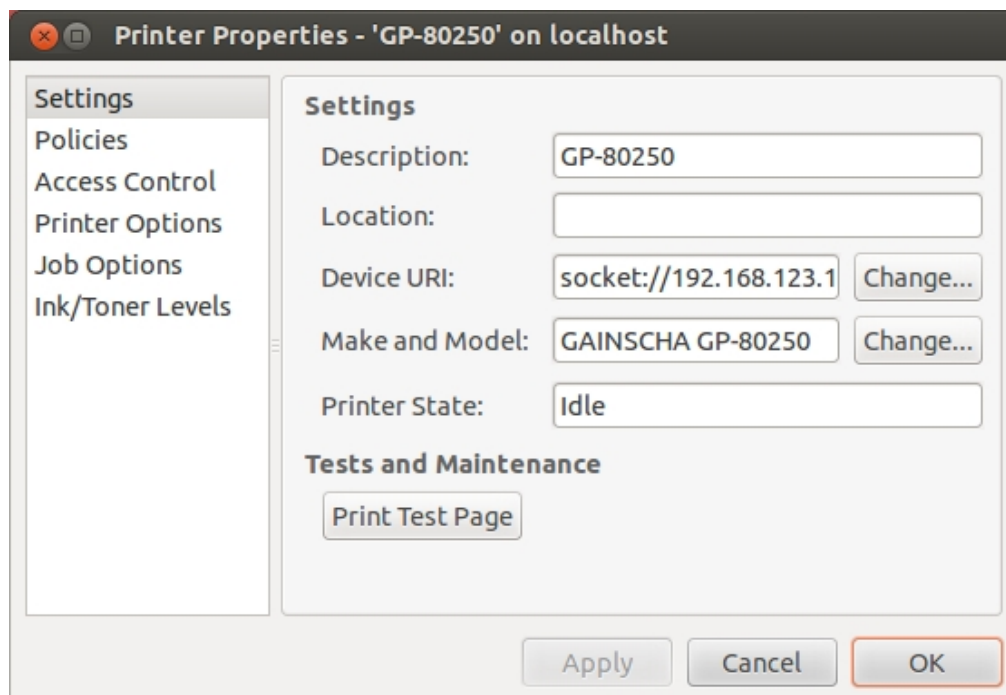 Printer Properties - 'GP-80250' on localhost
Settings
Policies
Access Control
Printer Options
Job Options
Ink/Toner Levels
Settings
Description: GP-80250
Location:
Device URI: socket://192.168.123.1 Change...
Make and Model: GAINSCHA GP-80250 Change...
Printer State: Idle
Tests and Maintenance
Print Test Page
Apply Cancel OK